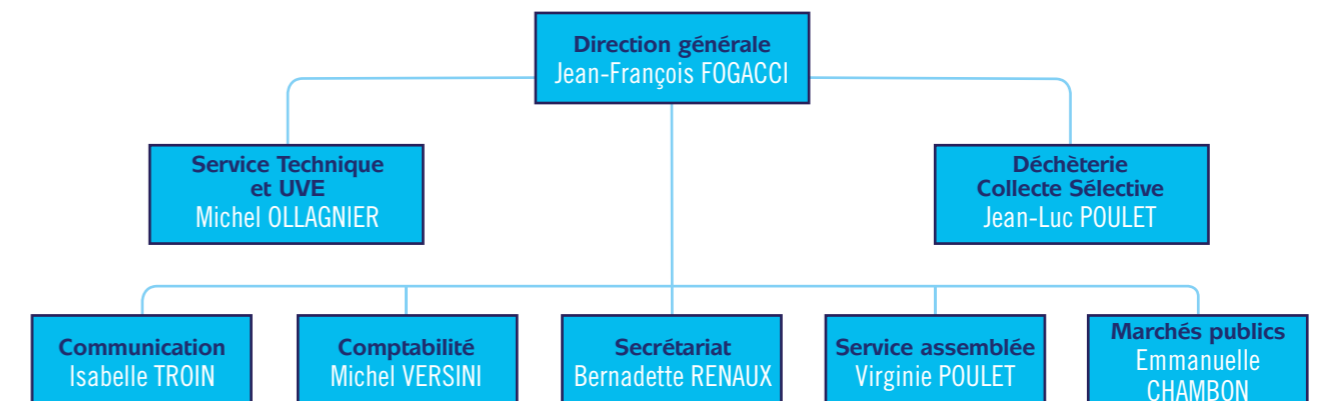 Direction générale
Jean-François FOGACCI
Service Technique
et UVE
Michel OLLAGNIER
Déchèterie
Collecte Sélective
Jean-Luc POULET
Communication
Isabelle TROIN
Comptabilité
Michel VERSINI
Secrétariat
Bernadette RENAUX
Service assemblée
Virginie POULET
Marchés publics
Emmanuelle
CHAMBON